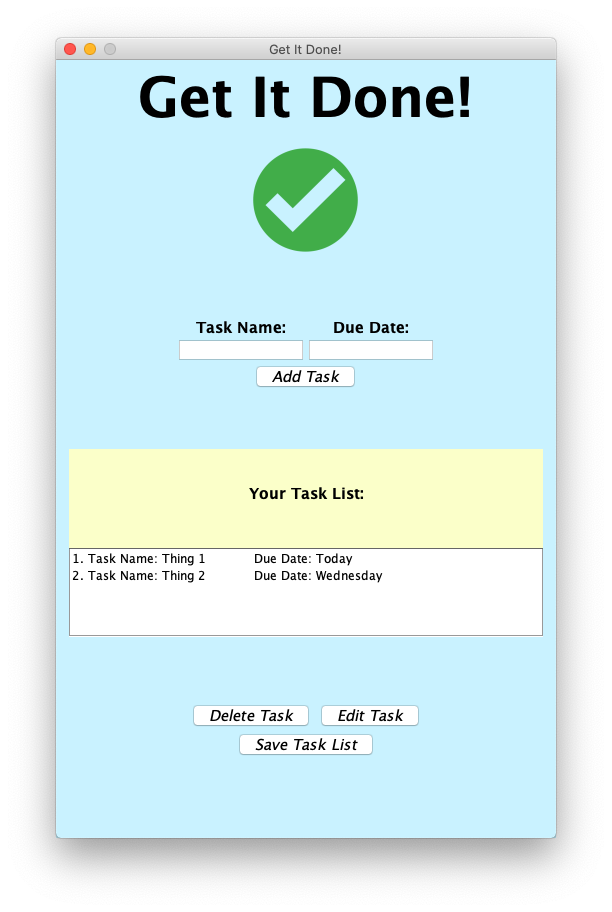 Get It Done!
Get It Done!
Task Name: Due Date:
Add Task
Your Task List:
1. Task Name: Thing 1 Due Date: Today
2. Task Name: Thing 2 Due Date: Wednesday
Delete Task Edit Task
Save Task List